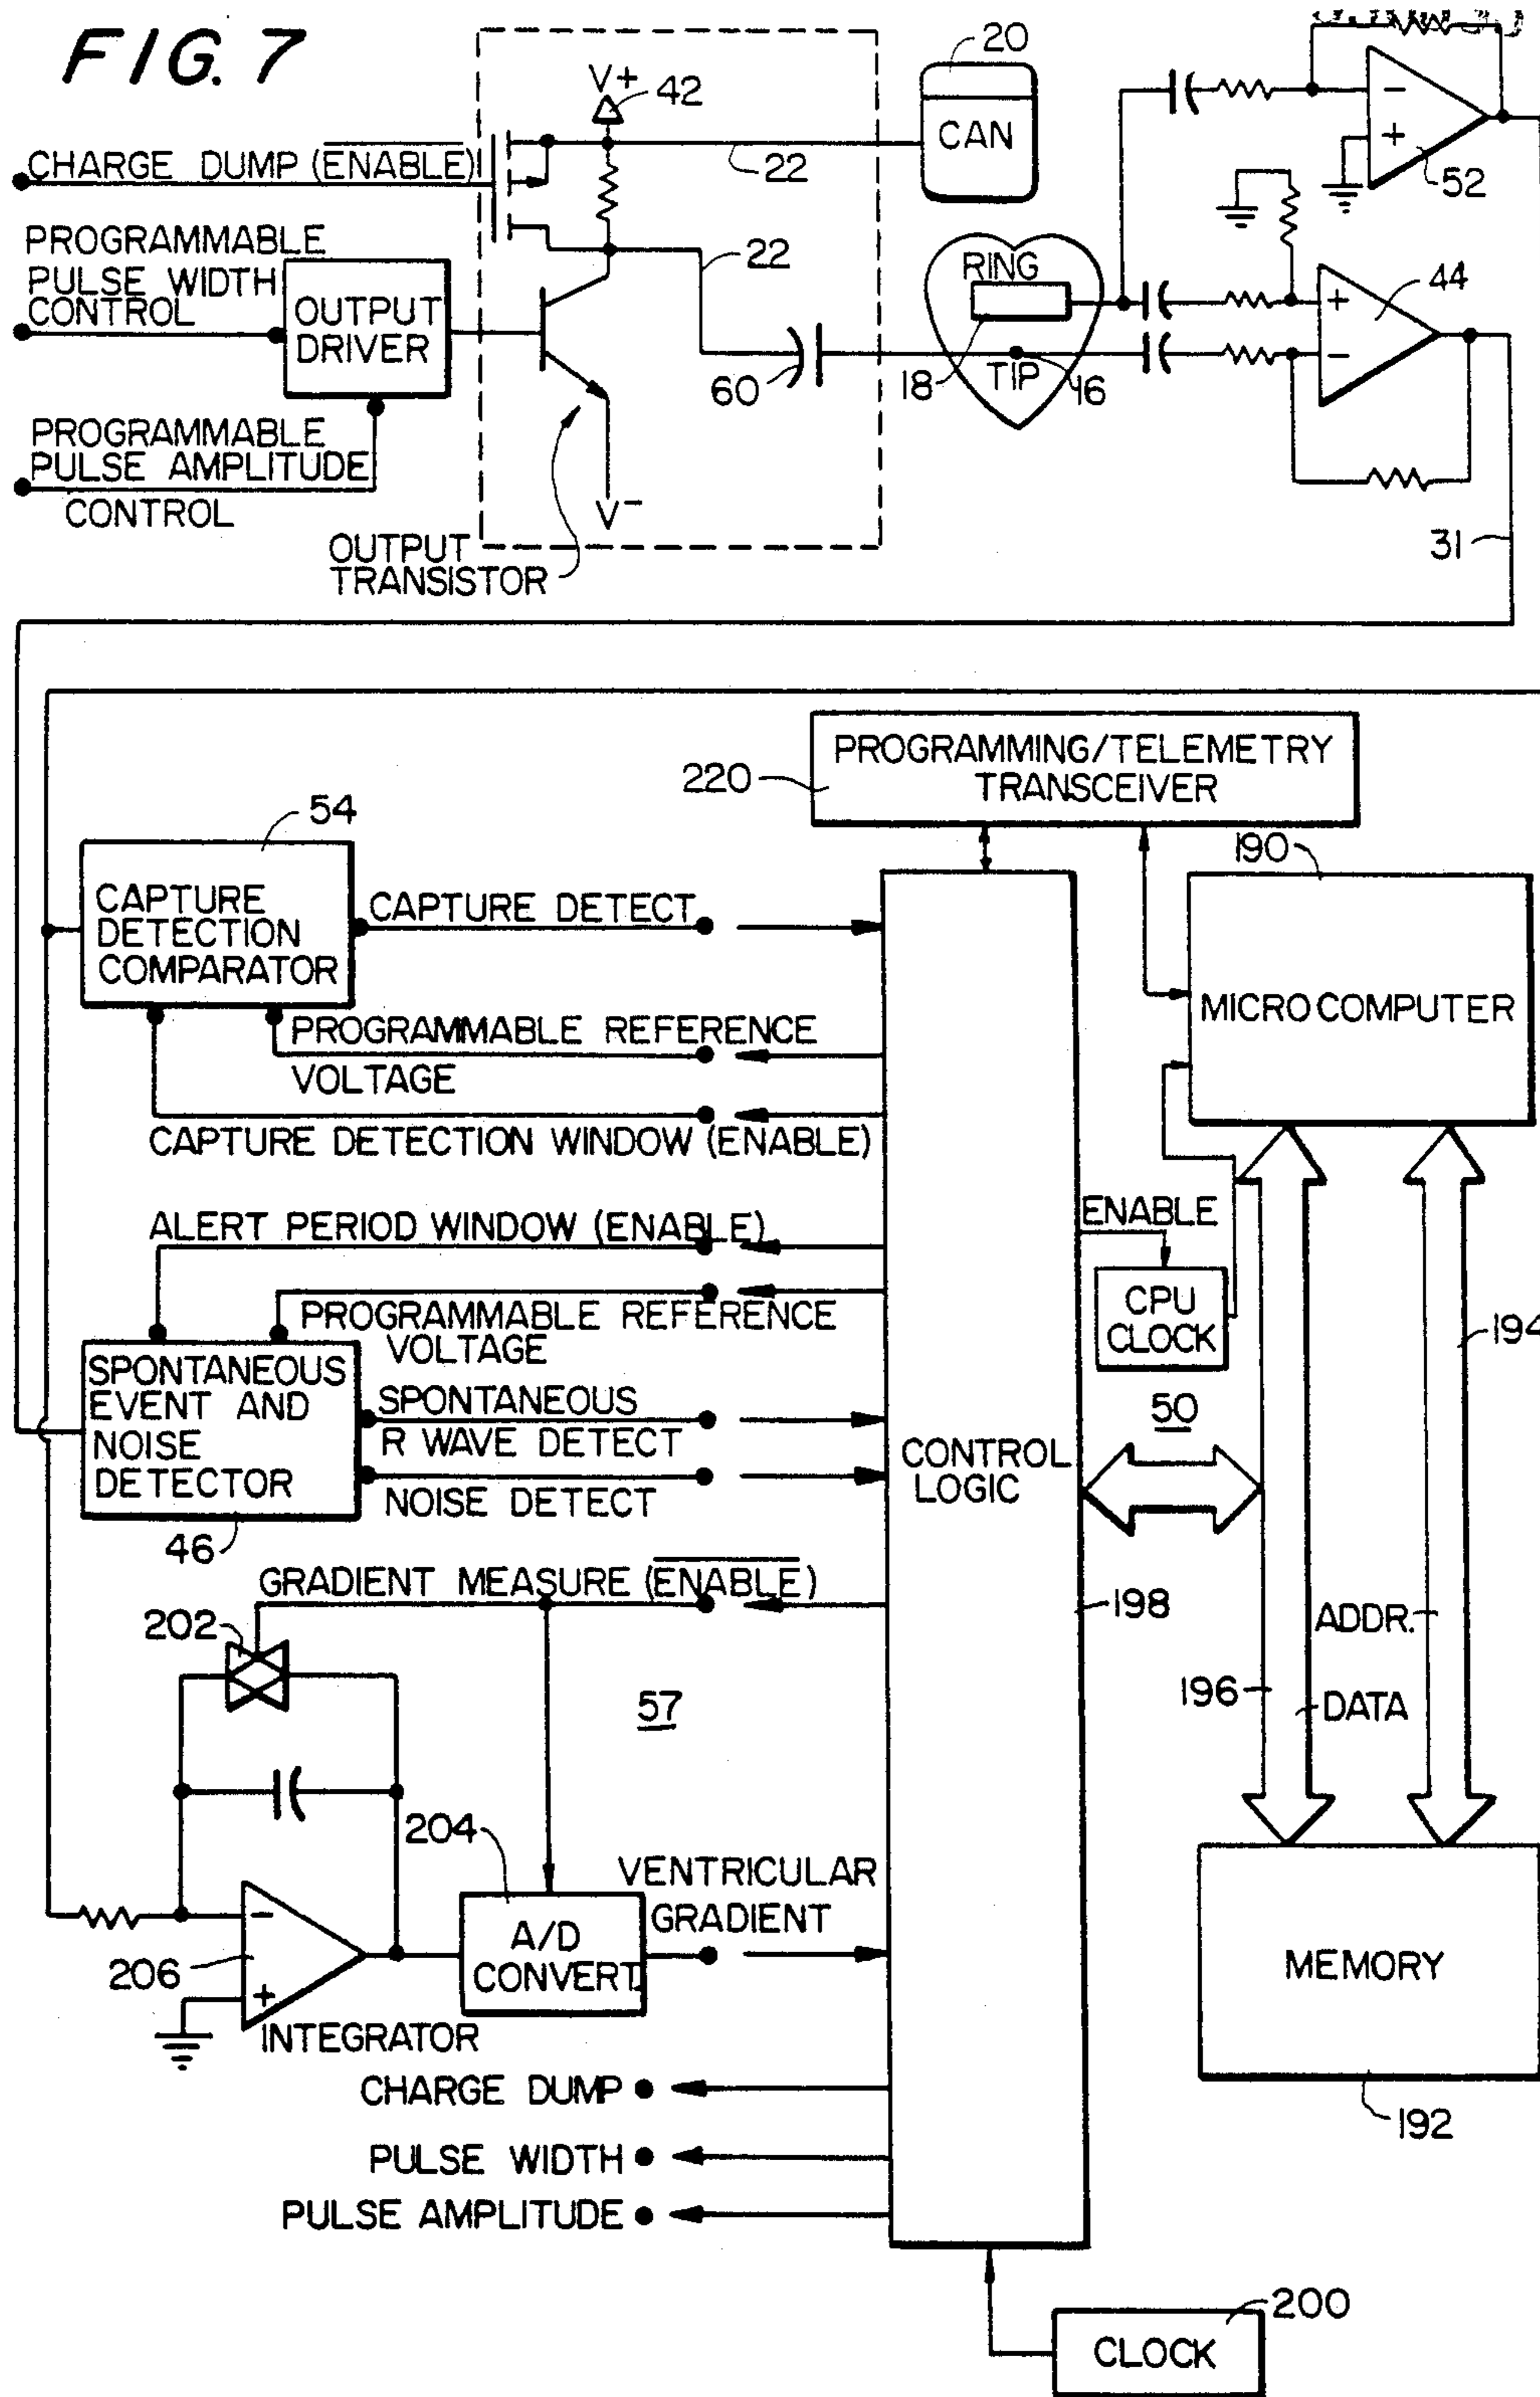 FIG. 7
V+
42
20
CAN
CHARGE DUMP (ENABLE)
22
52
PROGRAMMABLE
PULSE WIDTH
CONTROL
OUTPUT
DRIVER
22
RING
44
60
18
TIP
16
PROGRAMMABLE
PULSE AMPLITUDE
CONTROL
V-
OUTPUT
TRANSISTOR
31
PROGRAMMING/TELEMETRY
TRANSCEIVER
220
54
190
CAPTURE
DETECTION
COMPARATOR
CAPTURE DETECT
MICROCOMPUTER
PROGRAMMABLE REFERENCE
VOLTAGE
CAPTURE DETECTION WINDOW (ENABLE)
ALERT PERIOD WINDOW (ENABLE)
ENABLE
PROGRAMMABLE REFERENCE
VOLTAGE
CPU
CLOCK
194
SPONTANEOUS
EVENT AND
NOISE
DETECTOR
SPONTANEOUS
R WAVE DETECT
50
CONTROL
LOGIC
NOISE DETECT
46
GRADIENT MEASURE (ENABLE)
202
198
ADDR.
57
196
DATA
204
VENTRICULAR
GRADIENT
A/D
CONVERT
-
+
206
INTEGRATOR
MEMORY
CHARGE DUMP
192
PULSE WIDTH
PULSE AMPLITUDE
200
CLOCK